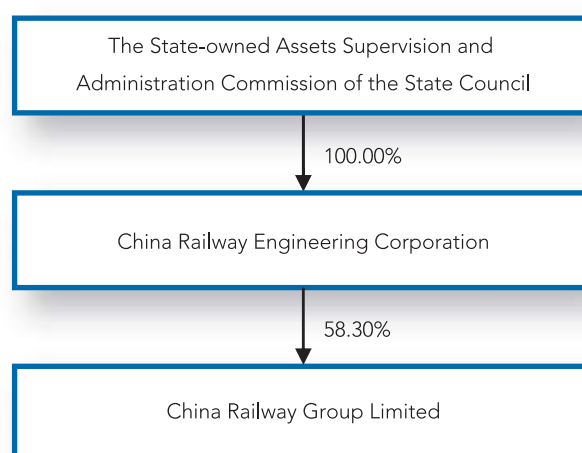 The State-owned Assets Supervision and
Administration Commission of the State Council
100.00%
China Railway Engineering Corporation
58.30%
China Railway Group Limited